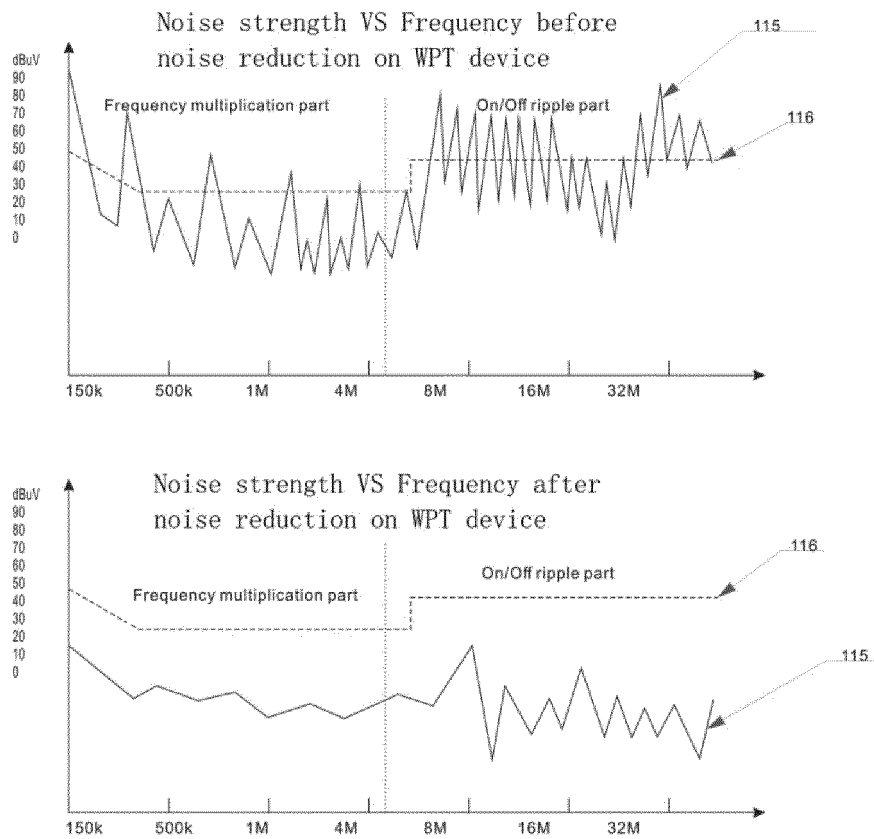 Noise strength VS Frequency before
noise reduction on WPT device
115
116
dBuV
90
80
70
60
50
40
30
20
10
0
Frequency multiplication part
On/Off ripple part
150k 500k 1M 4M 8M 16M 32M
Noise strength VS Frequency after
noise reduction on WPT device
dBuV
90
80
70
60
50
40
30
20
10
0
116
On/Off ripple part
Frequency multiplication part
115
150k 500k 1M 4M 8M 16M 32M